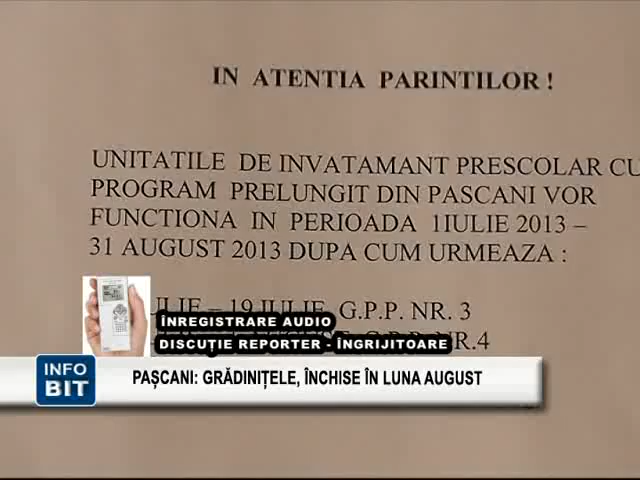 IN ATENTIA PARINTILOR !
UNITATILE DE INVATAMANT PRESCOLAR CU
PROGRAM PRELUNGIT DIN PASCANI VOR
FUNCTIONA IN PERIOADA 1IULIE 2013 –
31 AUGUST 2013 DUPA CUM URMEAZA :
– 19 IULIE G.P.P. NR. 3
G.P.P. NR.4
ÎNREGISTRARE AUDIO
DISCUȚIE REPORTER - ÎNGRIJITOARE
INFO
BIT
PAȘCANI: GRĂDINIȚELE, ÎNCHISE ÎN LUNA AUGUST